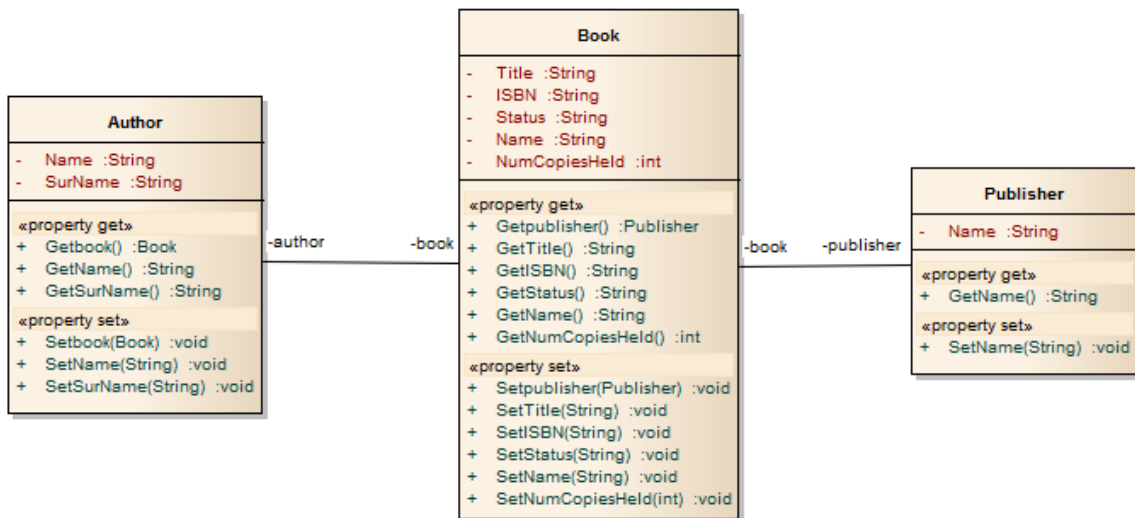 Author
- Name :String
- SurName :String
«property get»
+ Getbook() :Book
+ GetName() :String
+ GetSurName() :String
«property set»
+ Setbook(Book) :void
+ SetName(String) :void
+ SetSurName(String) :void
-author
-book
Book
- Title :String
- ISBN :String
- Status :String
- Name :String
- NumCopiesHeld :int
«property get»
+ Getpublisher() :Publisher
+ GetTitle() :String
+ GetISBN() :String
+ GetStatus() :String
+ GetName() :String
+ GetNumCopiesHeld() :int
«property set»
+ Setpublisher(Publisher) :void
+ SetTitle(String) :void
+ SetISBN(String) :void
+ SetStatus(String) :void
+ SetName(String) :void
+ SetNumCopiesHeld(int) :void
-book
-publisher
Publisher
- Name :String
«property get»
+ GetName() :String
«property set»
+ SetName(String) :void